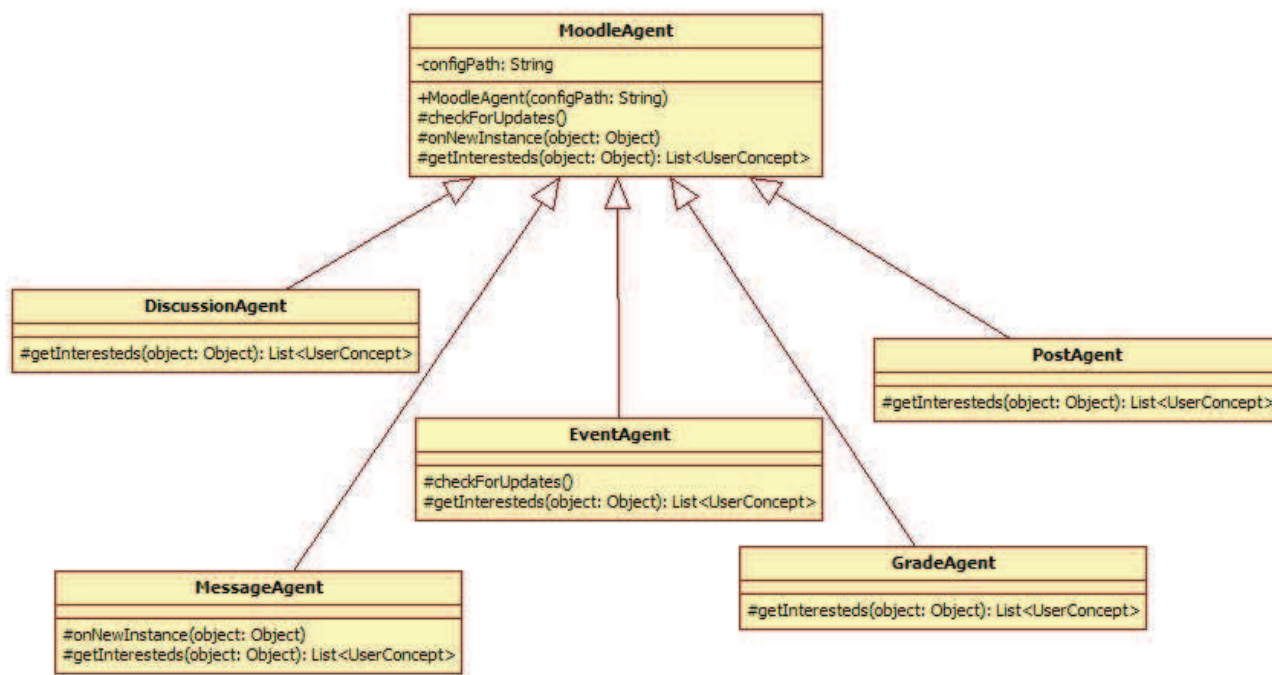 MoodleAgent
-configPath: String
+MoodleAgent(configPath: String)
#checkForUpdates()
#onNewInstance(object: Object)
#getInteresteds(object: Object): List<UserConcept>
DiscussionAgent
#getInteresteds(object: Object): List<UserConcept>
PostAgent
#getInteresteds(object: Object): List<UserConcept>
EventAgent
#checkForUpdates()
#getInteresteds(object: Object): List<UserConcept>
GradeAgent
#getInteresteds(object: Object): List<UserConcept>
MessageAgent
#onNewInstance(object: Object)
#getInteresteds(object: Object): List<UserConcept>